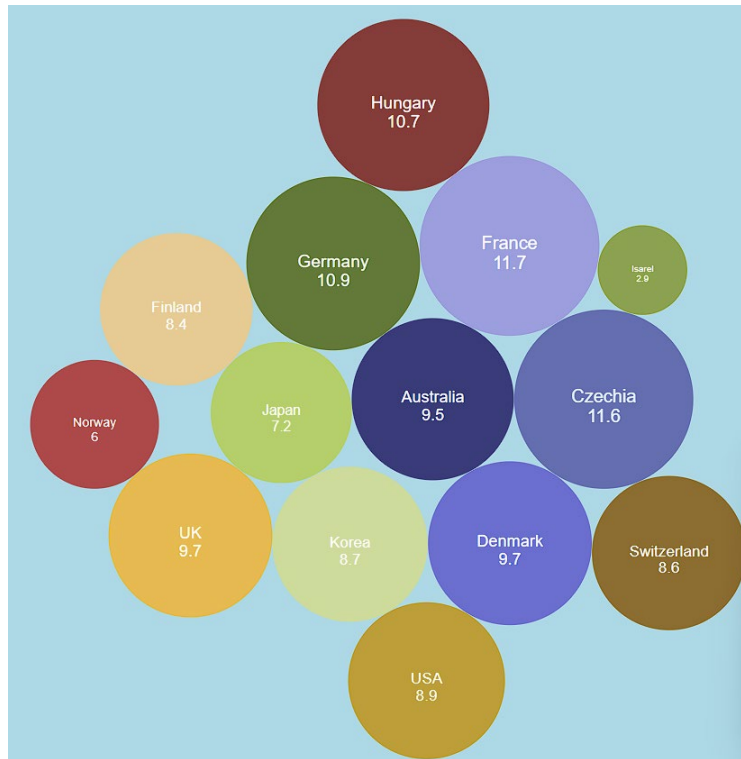 Hungary
10.7
France
11.7
Germany
10.9
Isarel
2.9
Finland
8.4
Australia
9.5
Czechia
11.6
Japan
7.2
Norway
6
UK
9.7
Korea
8.7
Denmark
9.7
Switzerland
8.6
USA
8.9